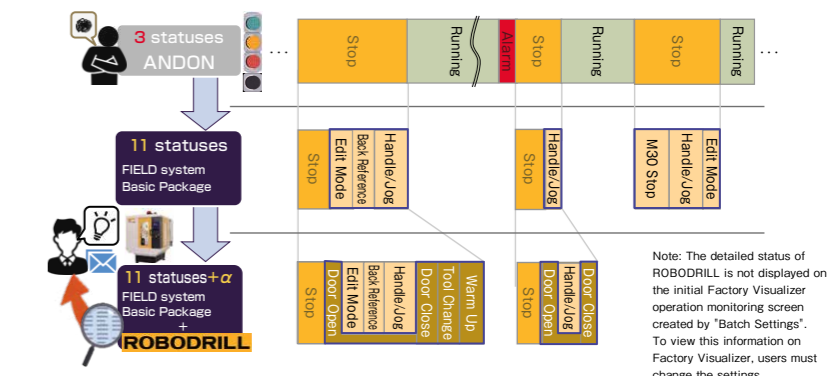 3 statuses
ANDON
...
Stop
Running
Alarm
Stop
Running
Stop
Running
...
11 statuses
FIELD system
Basic Package
Stop
Edit Mode
Back Reference
Handle/Jog
Stop
Handle/Jog
M30 Stop
Handle/Jog
Edit Mode
11 statuses+α
FIELD system
Basic Package
+
ROBODRILL
Stop
Door Open
Edit Mode
Back Reference
Handle/Jog
Door Close
Tool Change
Warm Up
Stop
Door Open
Handle/Jog
Door Close
Note: The detailed status of
ROBODRILL is not displayed on
the initial Factory Visualizer
operation monitoring screen
created by "Batch Settings".
To view this information on
Factory Visualizer, users must
change the settings